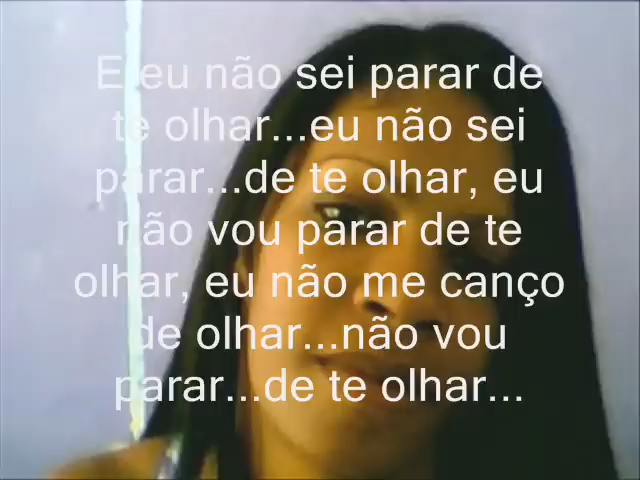 E eu não sei parar de
te olhar...eu não sei
parar...de te olhar, eu
não vou parar de te
olhar, eu não me canço
de olhar...não vou
parar...de te olhar...